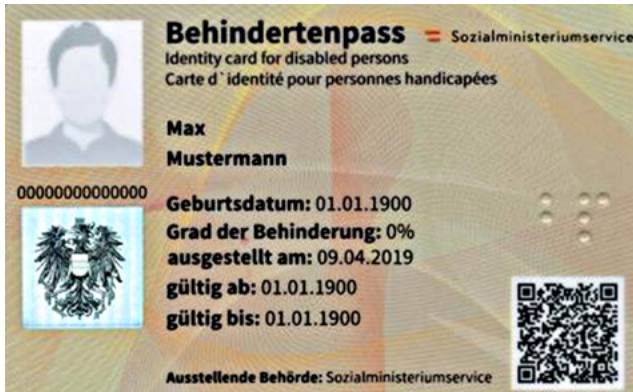 Behindertenpass
Sozialministeriumservice
Identity card for disabled persons
Carte d`identité pour personnes handicapées
Max
Mustermann
00000000000000
Geburtsdatum: 01.01.1900
Grad der Behinderung: 0%
ausgestellt am: 09.04.2019
gültig ab: 01.01.1900
gültig bis: 01.01.1900
Ausstellende Behörde: Sozialministeriumservice